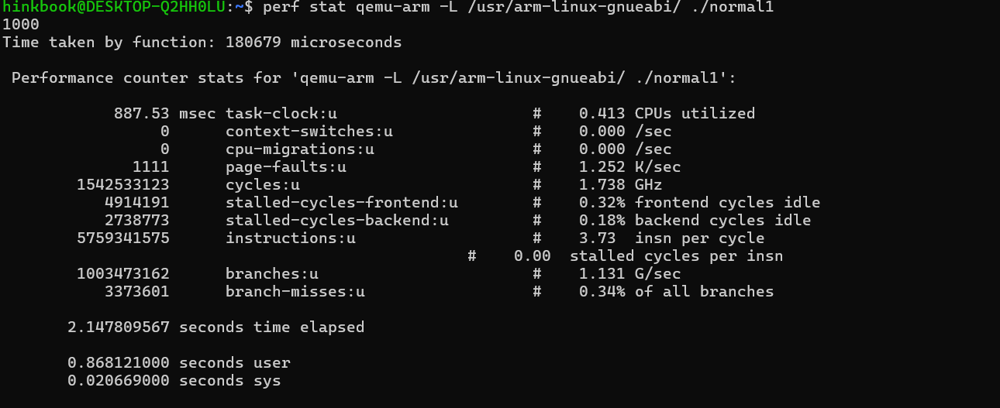 hinkbook@DESKTOP-Q2HH0LU:~$ perf stat qemu-arm -L /usr/arm-linux-gnueabi/ ./normal1
1000
Time taken by function: 180679 microseconds
Performance counter stats for 'qemu-arm -L /usr/arm-linux-gnueabi/ ./normal1':
887.53 msec task-clock:u # 0.413 CPUs utilized
0 context-switches:u # 0.000 /sec
0 cpu-migrations:u # 0.000 /sec
1111 page-faults:u # 1.252 K/sec
1542533123 cycles:u # 1.738 GHz
4914191 stalled-cycles-frontend:u # 0.32% frontend cycles idle
2738773 stalled-cycles-backend:u # 0.18% backend cycles idle
5759341575 instructions:u # 3.73 insn per cycle
# 0.00 stalled cycles per insn
1003473162 branches:u # 1.131 G/sec
3373601 branch-misses:u # 0.34% of all branches
2.147809567 seconds time elapsed
0.868121000 seconds user
0.020669000 seconds sys